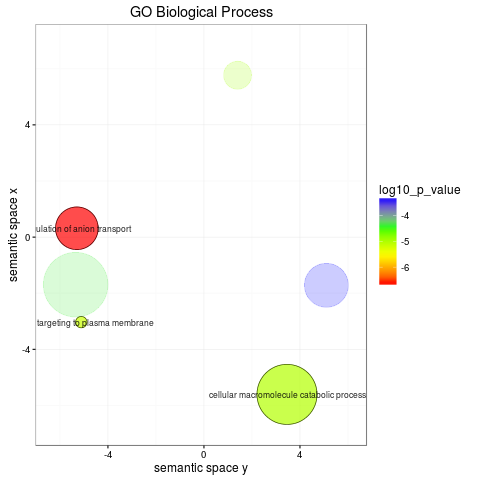 GO Biological Process
semantic space x
4
0
-4
ulation of anion transport
targeting to plasma membrane
cellular macromolecule catabolic process
-4
0
4
semantic space y
log10_p_value
-4
-5
-6